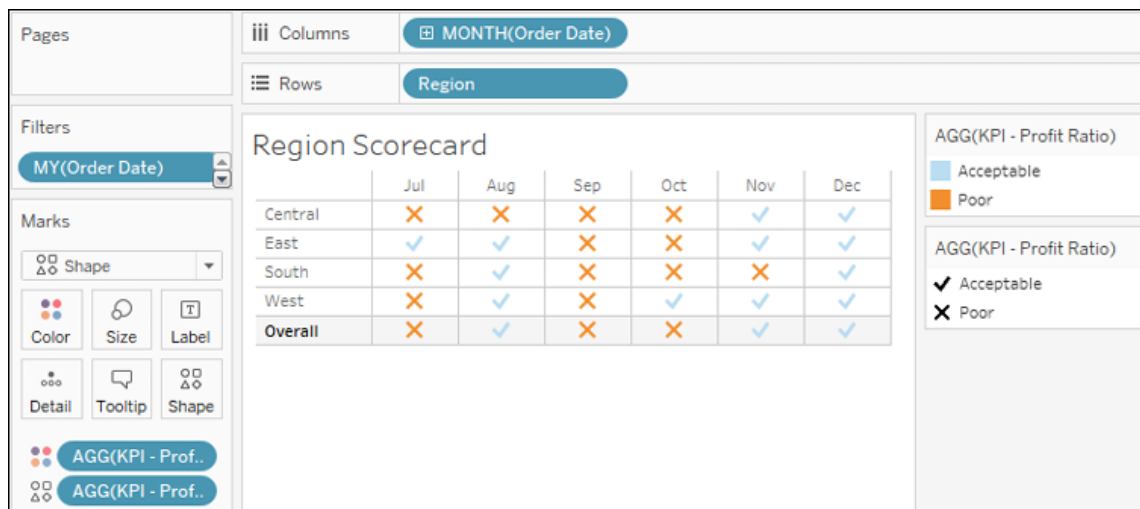 Pages
Columns
MONTH(Order Date)
Rows
Region
Filters
MY(Order Date)
Marks
Shape
Color Size Label
Detail Tooltip Shape
AGG(KPI - Prof..
AGG(KPI - Prof..
Region Scorecard
Jul Aug Sep Oct Nov Dec
Central
East
South
West
Overall
AGG(KPI - Profit Ratio)
Acceptable
Poor
AGG(KPI - Profit Ratio)
Acceptable
Poor